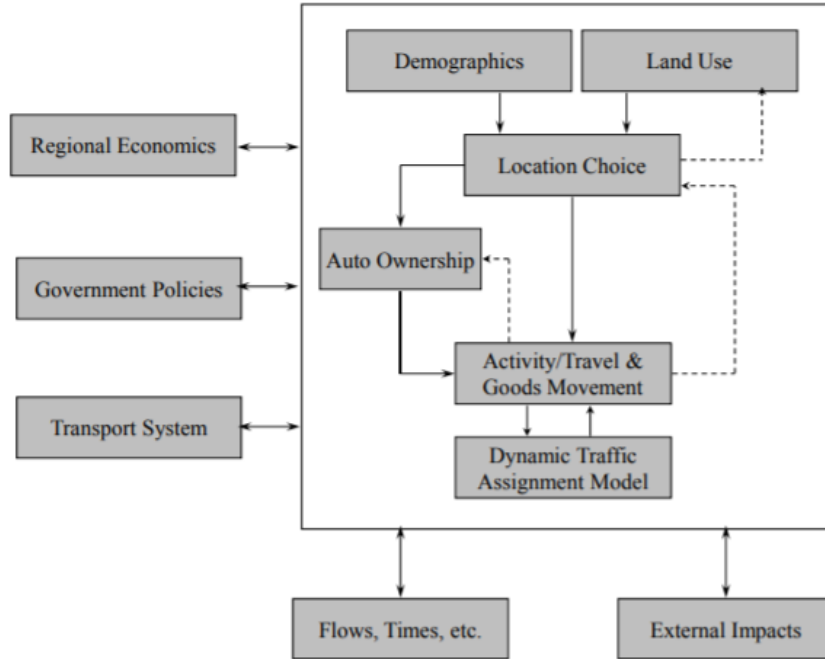 Demographics
Land Use
Regional Economics
Location Choice
Auto Ownership
Government Policies
Activity/Travel &
Goods Movement
Transport System
Dynamic Traffic
Assignment Model
Flows, Times, etc.
External Impacts